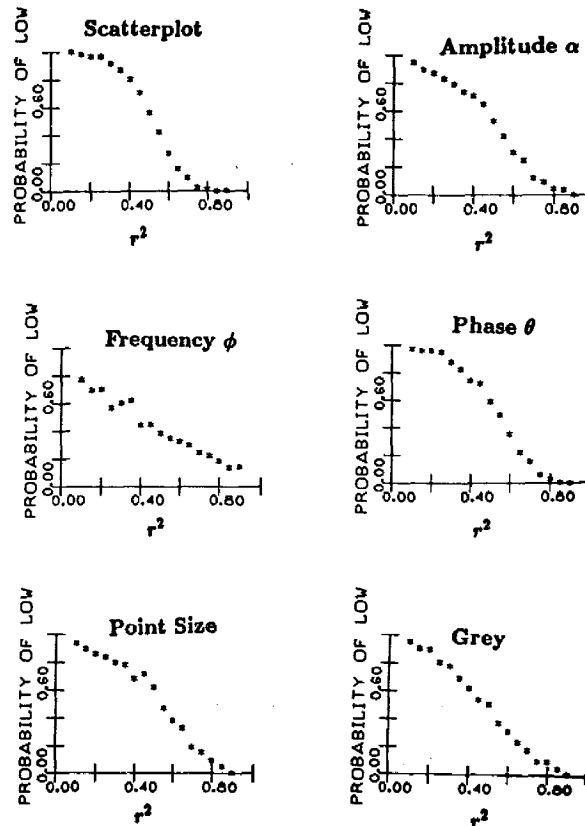 Scatterplot
PROBABILITY OF LOW
0.00 0.60
0.00 0.40 0.80
r²
Amplitude α
PROBABILITY OF LOW
0.00 0.60
0.00 0.40 0.80
r²
Frequency ϕ
PROBABILITY OF LOW
0.00 0.60
0.00 0.40 0.80
r²
Phase θ
PROBABILITY OF LOW
0.00 0.60
0.00 0.40 0.80
r²
Point Size
PROBABILITY OF LOW
0.00 0.60
0.00 0.40 0.80
r²
Grey
PROBABILITY OF LOW
0.00 0.60
0.00 0.40 0.80
r²